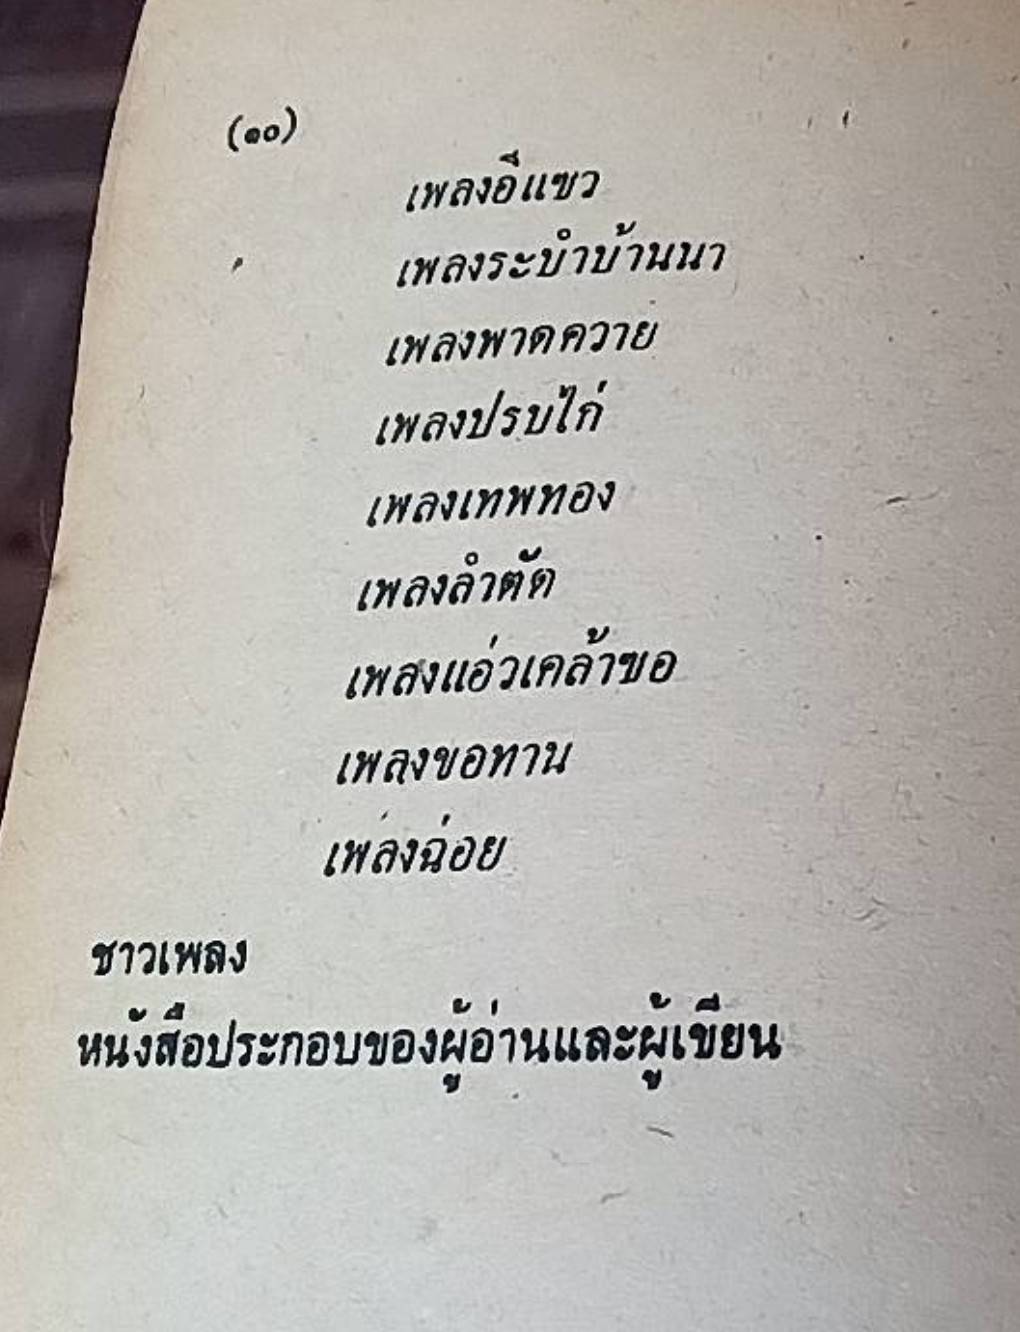 (๑๐)
เพลงอีแซว
เพลงระบำบ้านนา
เพลงพาดควาย
เพลงปรบไก่
เพลงเทพทอง
เพลงลำตัด
เพลงแอ่วเคล้าซอ
เพลงขอทาน
เพลงฉ่อย
ชาวเพลง
หนังสือประกอบของผู้อ่านและผู้เขียน